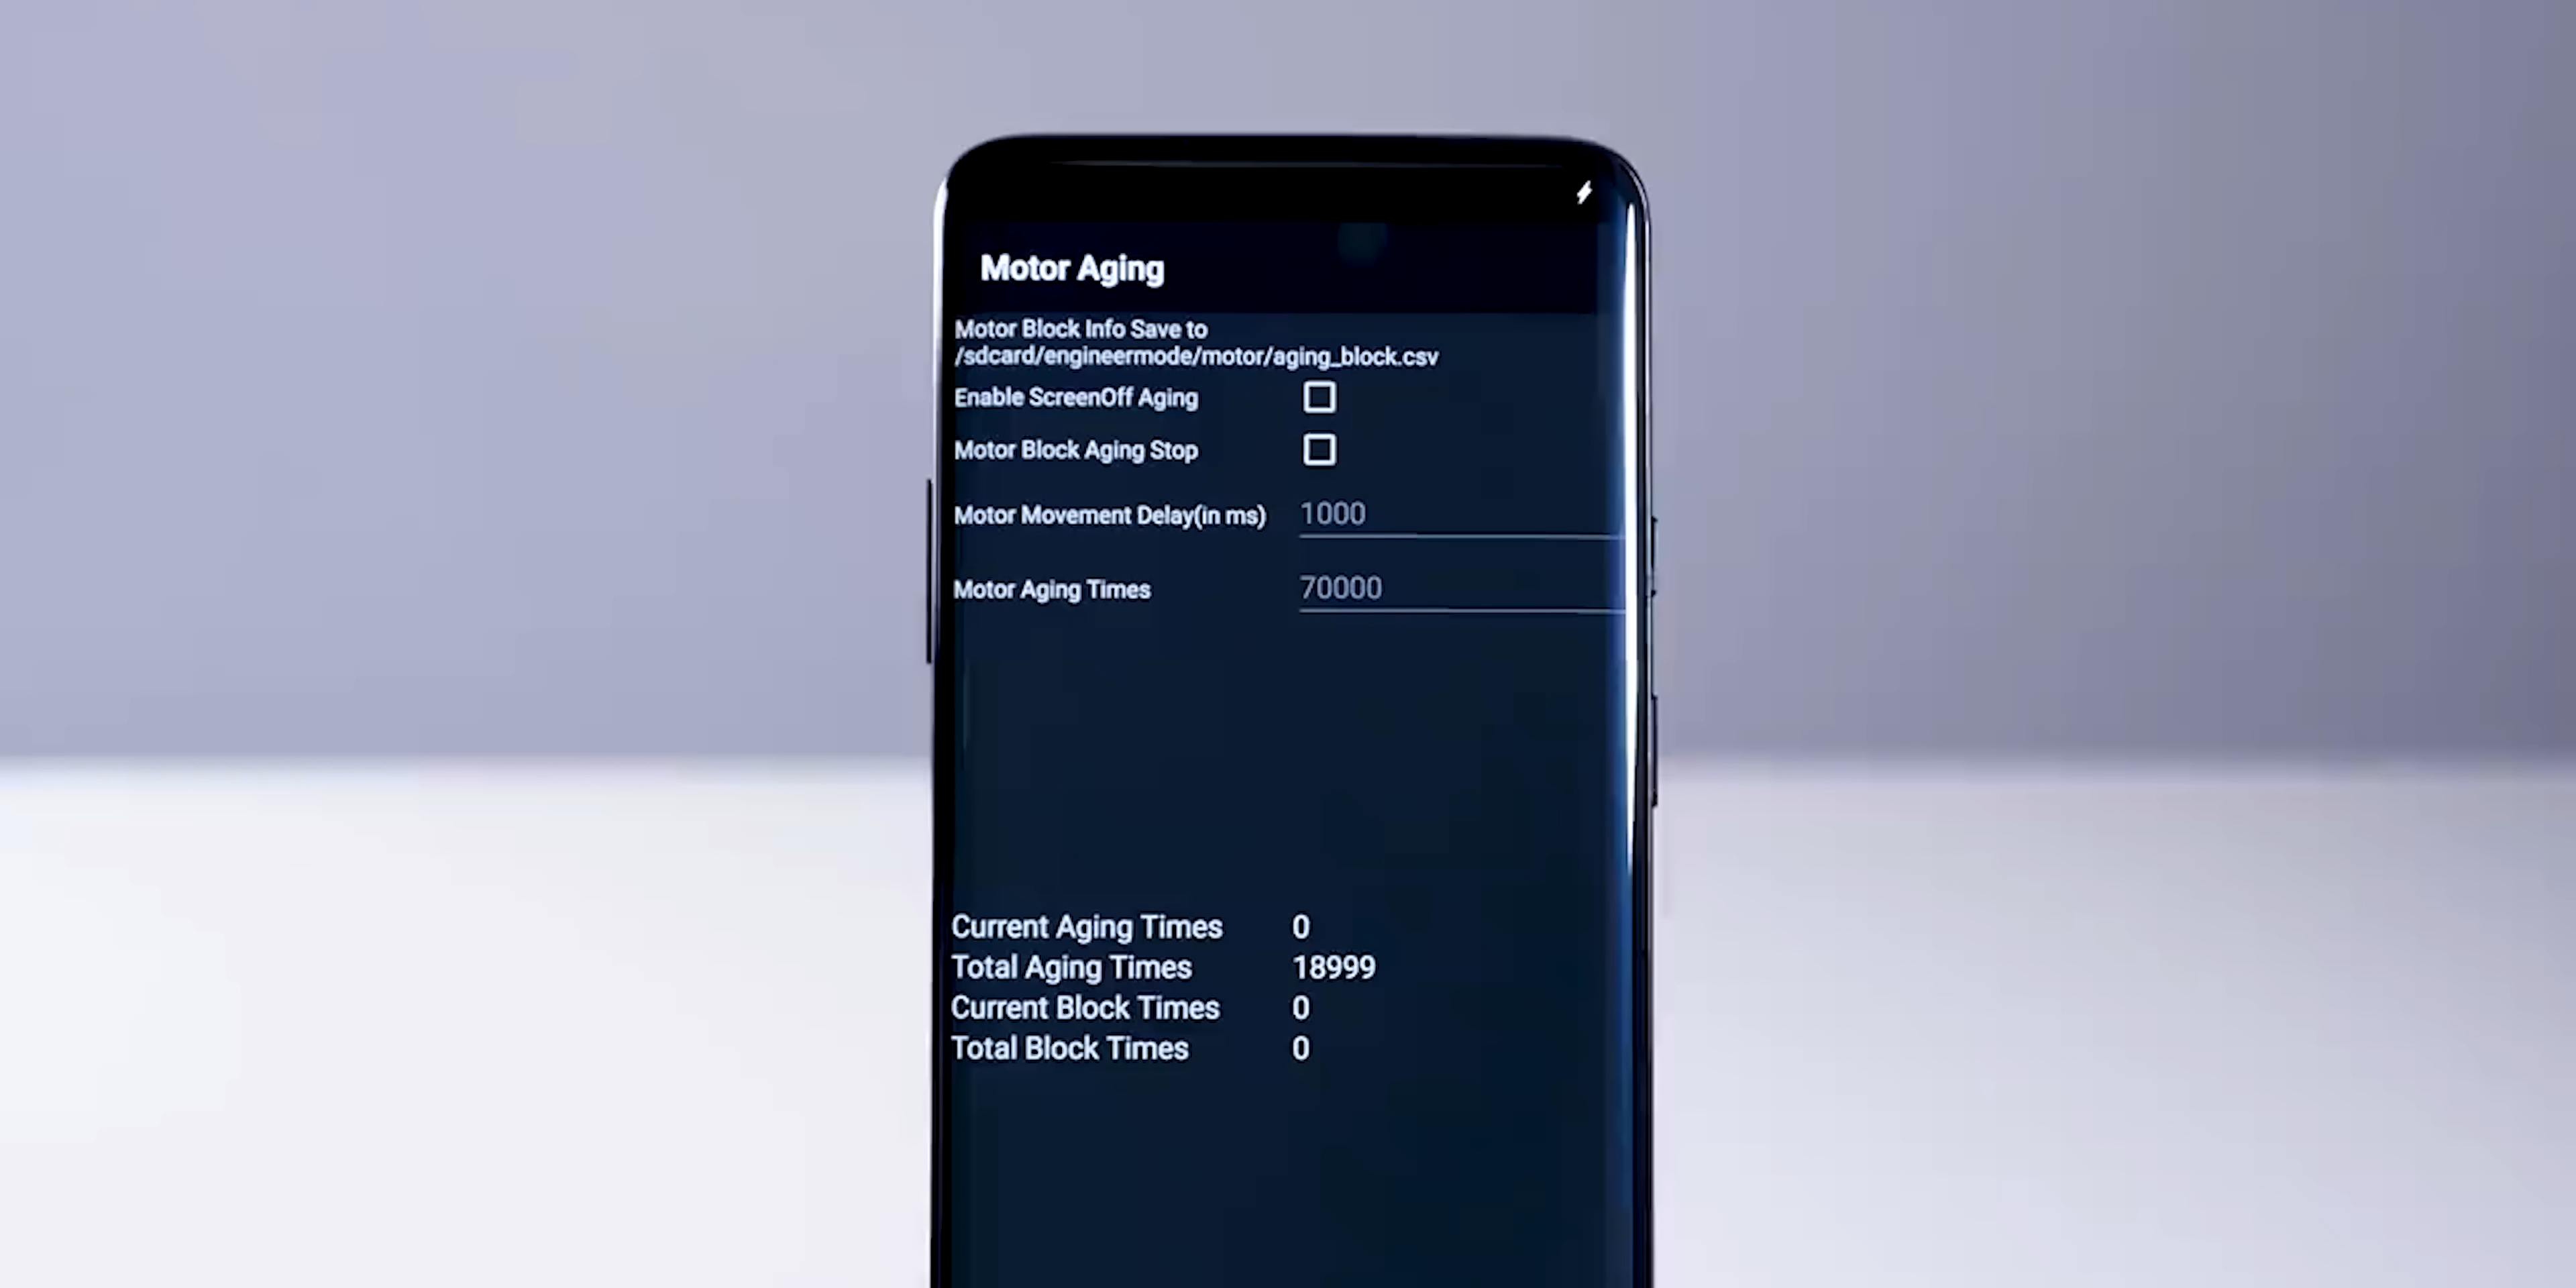 Motor Aging
Motor Block Info Save to
/sdcard/engineermode/motor/aging_block.csv
Enable ScreenOff Aging
Motor Block Aging Stop
Motor Movement Delay(in ms) 1000
Motor Aging Times 70000
Current Aging Times 0
Total Aging Times 18999
Current Block Times 0
Total Block Times 0